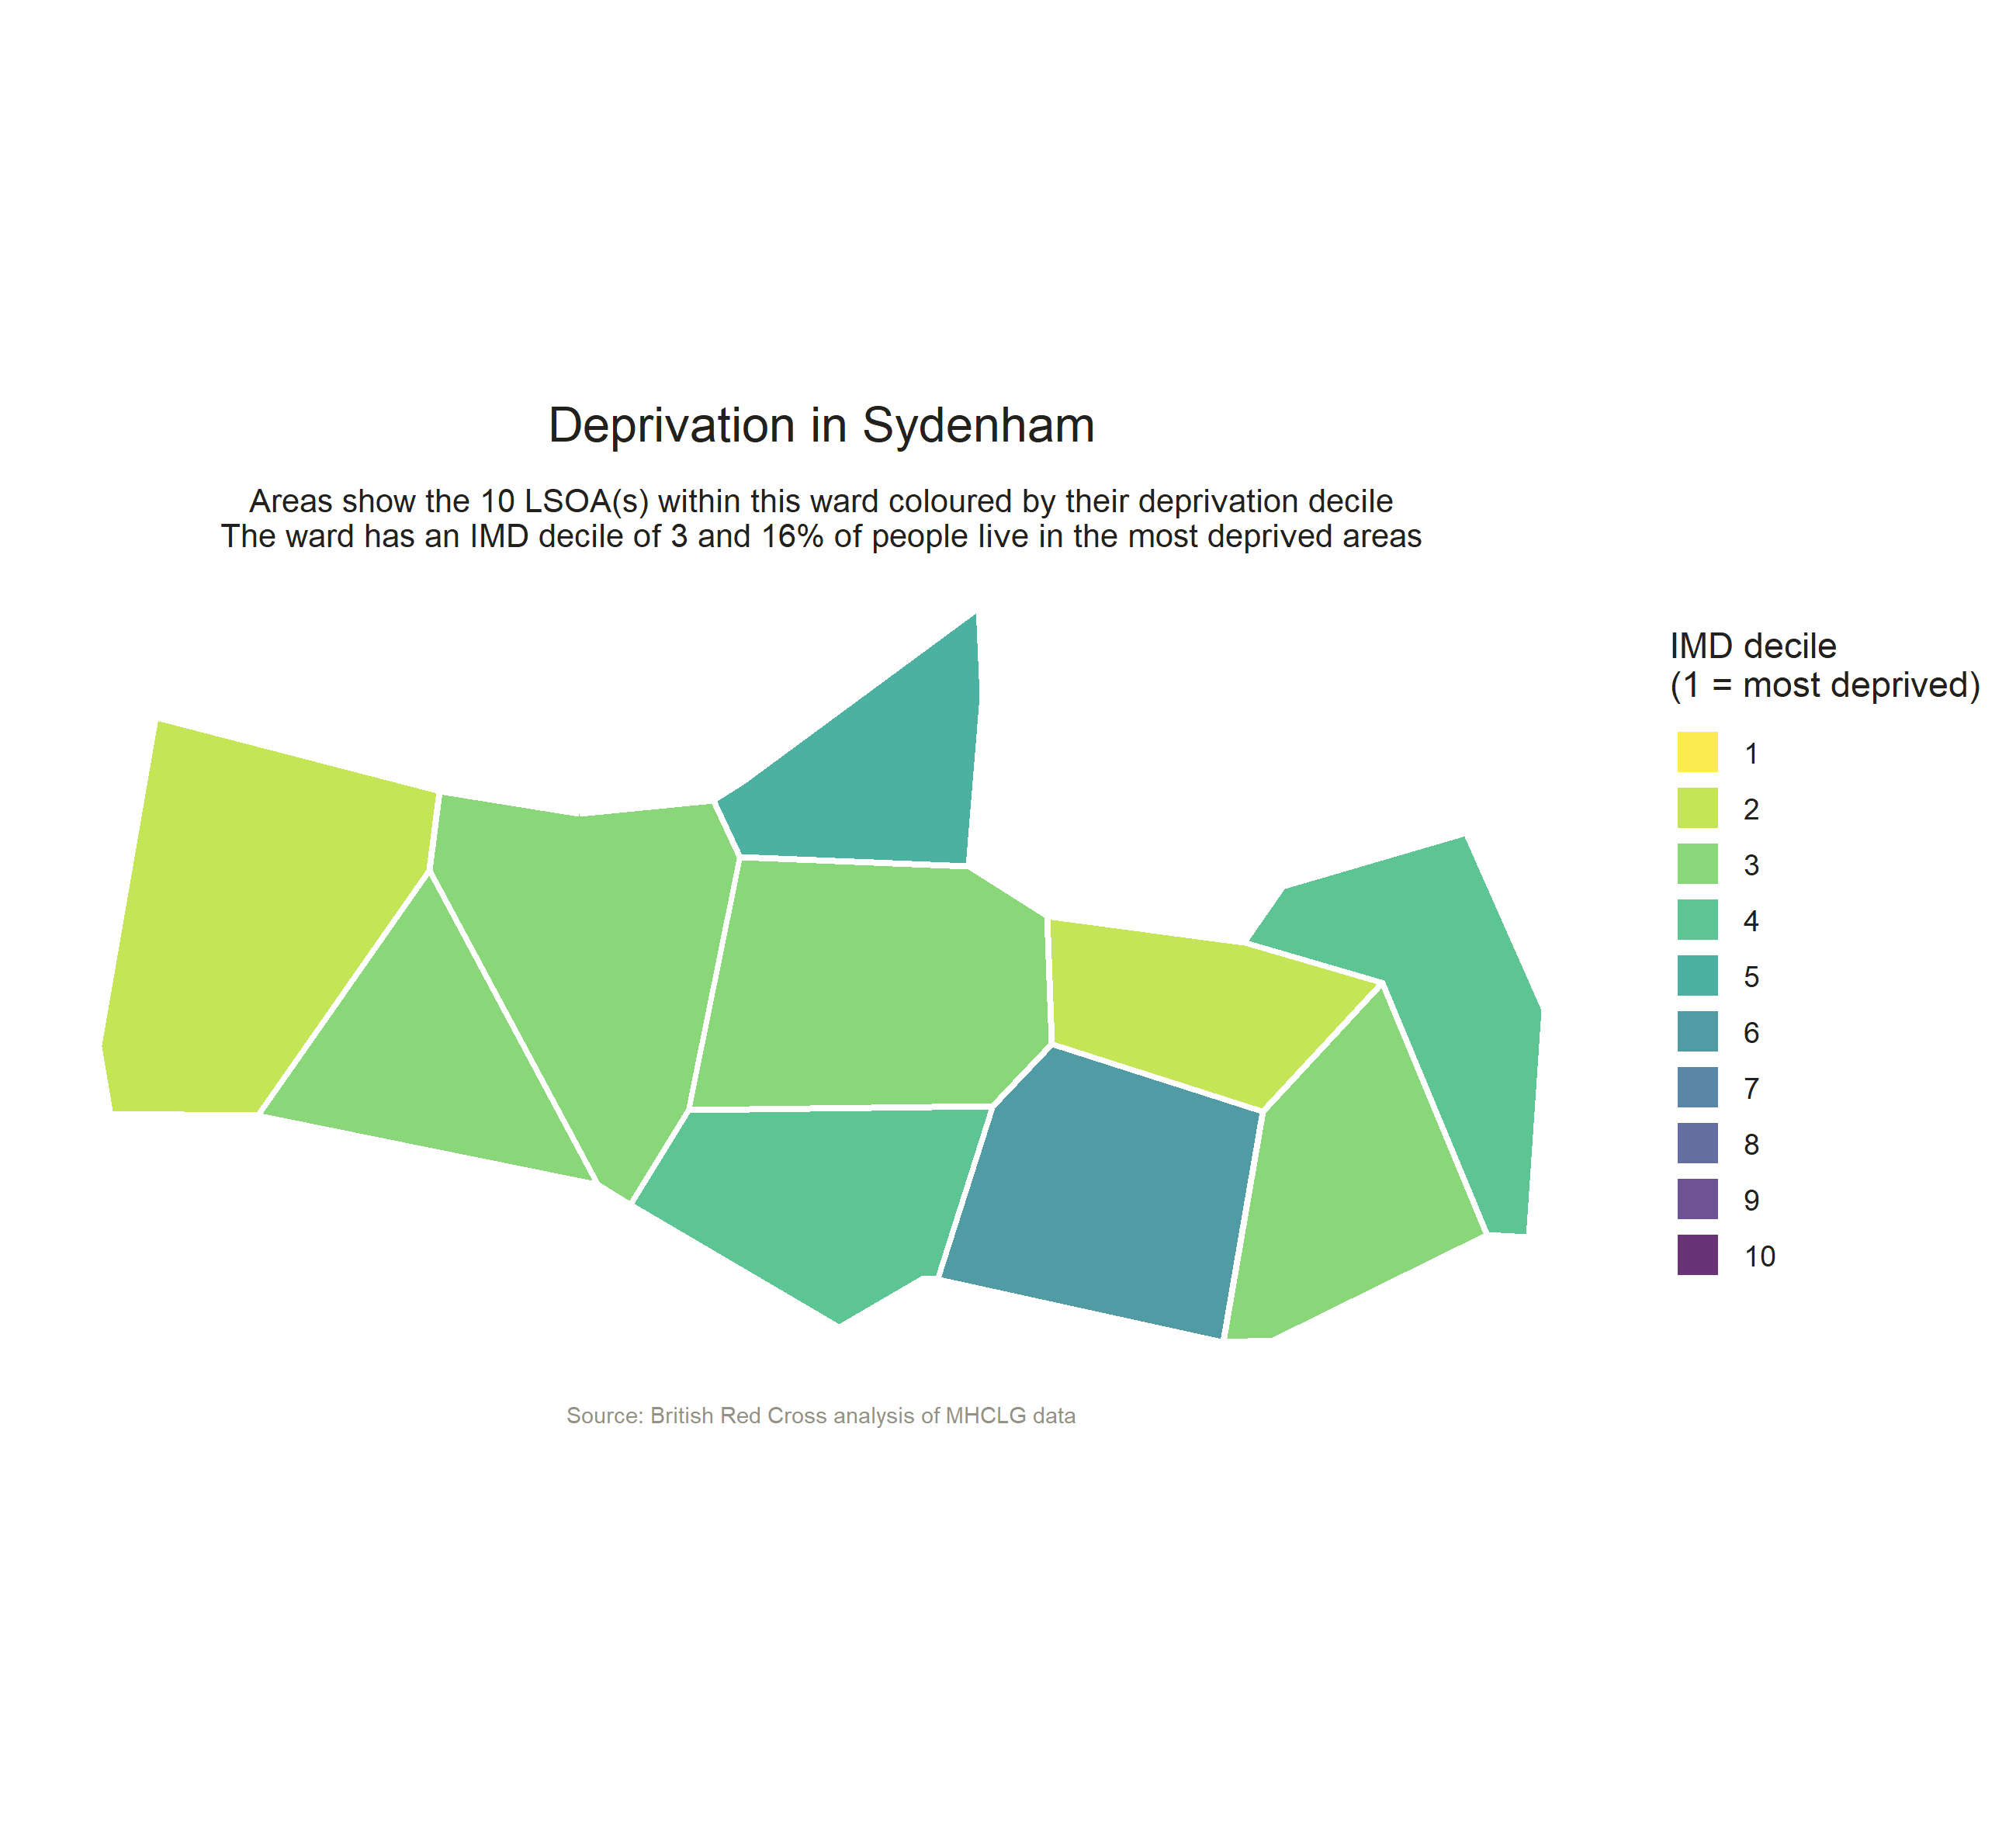 Deprivation in Sydenham
Areas show the 10 LSOA(s) within this ward coloured by their deprivation decile
The ward has an IMD decile of 3 and 16% of people live in the most deprived areas
IMD decile
(1 = most deprived)
1
2
3
4
5
6
7
8
9
10
Source: British Red Cross analysis of MHCLG data